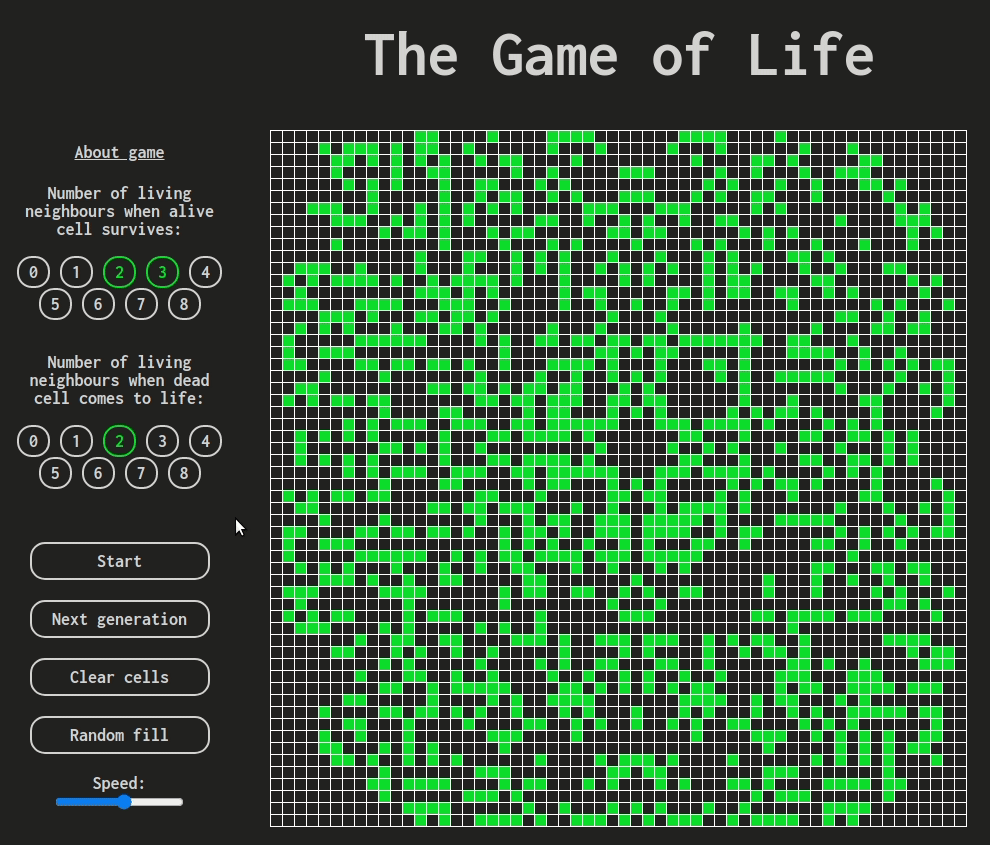 The Game of Life
About game
Number of living
neighbours when alive
cell survives:
0 1 2 3 4
5 6 7 8
Number of living
neighbours when dead
cell comes to life:
0 1 2 3 4
5 6 7 8
Start
Next generation
Clear cells
Random fill
Speed: